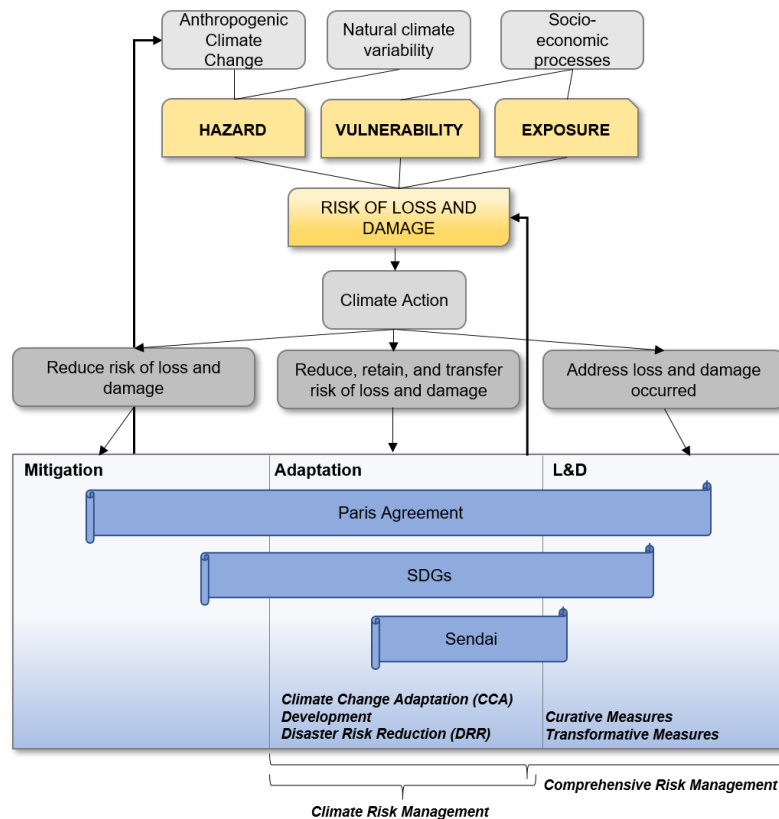 Anthropogenic
Climate
Change
Natural climate
variability
Socio-
economic
processes
HAZARD
VULNERABILITY
EXPOSURE
RISK OF LOSS AND
DAMAGE
Climate Action
Reduce risk of loss and
damage
Reduce, retain, and transfer
risk of loss and damage
Address loss and damage
occurred
Mitigation
Adaptation
L&D
Paris Agreement
SDGs
Sendai
Climate Change Adaptation (CCA)
Development
Disaster Risk Reduction (DRR)
Curative Measures
Transformative Measures
Comprehensive Risk Management
Climate Risk Management